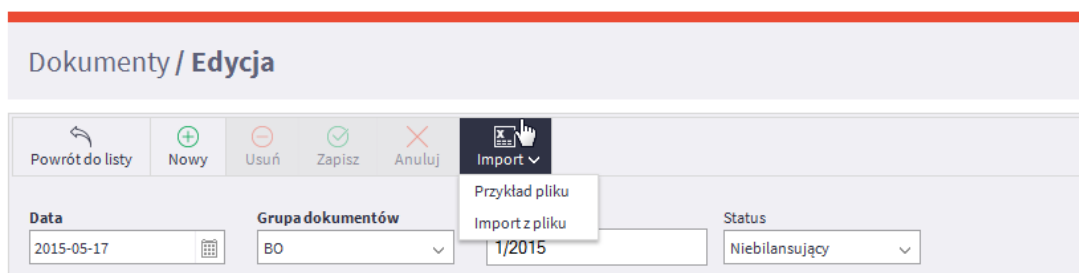 Dokumenty / Edycja
Powrót do listy Nowy Usuń Zapisz Anuluj Import
Przykład pliku
Import z pliku
Data Grupa dokumentów Status
2015-05-17 BO 1/2015 Niebilansujący